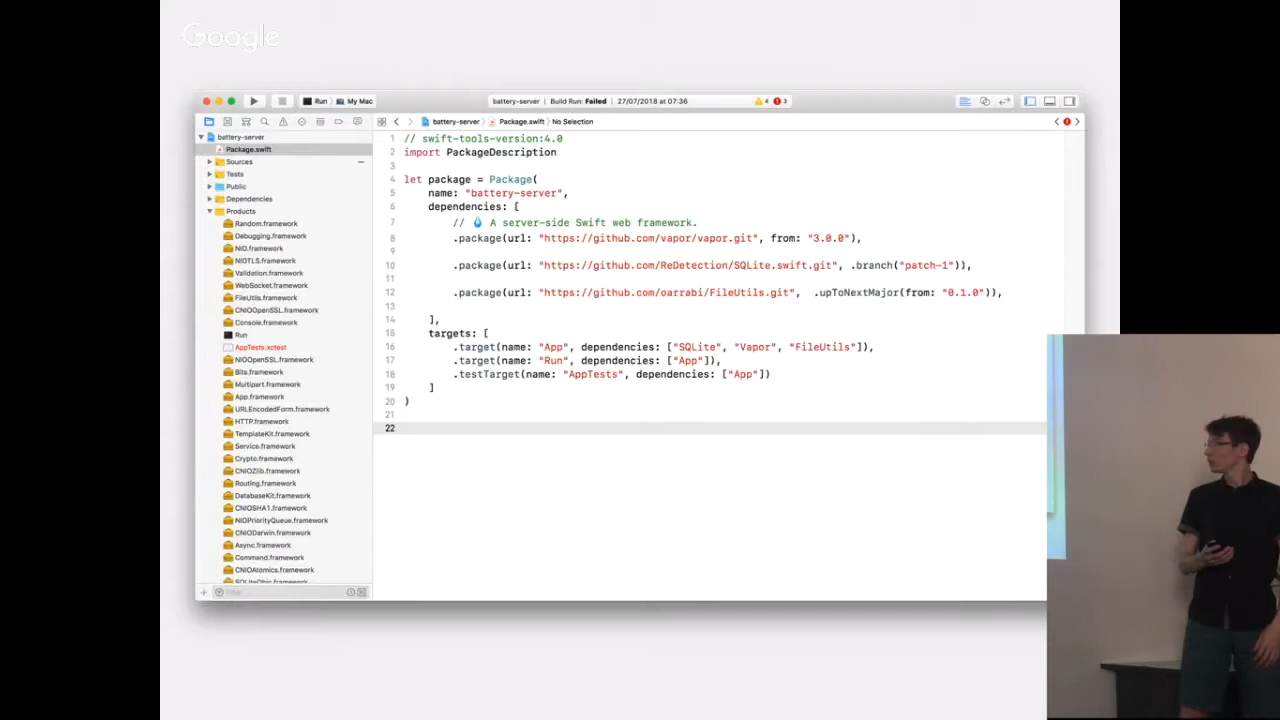 Google
Run
My Mac
battery-server | Build Run: Failed | 27/07/2018 at 07:36
4
3
battery-server
Package.swift
No Selection
battery-server
Package.swift
Sources
Tests
Public
Dependencies
Products
Random.framework
Debugging.framework
NIO.framework
NIOTLS.framework
Validation.framework
WebSocket.framework
FileUtils.framework
CNIOOpenSSL.framework
Console.framework
Run
AppTests.xctest
NIOOpenSSL.framework
Bits.framework
Multipart.framework
App.framework
URLEncodedForm.framework
HTTP.framework
TemplateKit.framework
Service.framework
Crypto.framework
CNIOZlib.framework
Routing.framework
DatabaseKit.framework
CNIOSHA1.framework
NIOPriorityQueue.framework
CNIODarwin.framework
Async.framework
Command.framework
CNIOAtomics.framework
SQLiteObjc.framework
Filter
1 // swift-tools-version:4.0
2 import PackageDescription
3
4 let package = Package(
5 name: "battery-server",
6 dependencies: [
7 // 💧 A server-side Swift web framework.
8 .package(url: "https://github.com/vapor/vapor.git", from: "3.0.0"),
9
10 .package(url: "https://github.com/ReDetection/SQLite.swift.git", .branch("patch-1")),
11
12 .package(url: "https://github.com/oarrabi/FileUtils.git", .upToNextMajor(from: "0.1.0")),
13
14 ],
15 targets: [
16 .target(name: "App", dependencies: ["SQLite", "Vapor", "FileUtils"]),
17 .target(name: "Run", dependencies: ["App"]),
18 .testTarget(name: "AppTests", dependencies: ["App"])
19 ]
20 )
21
22